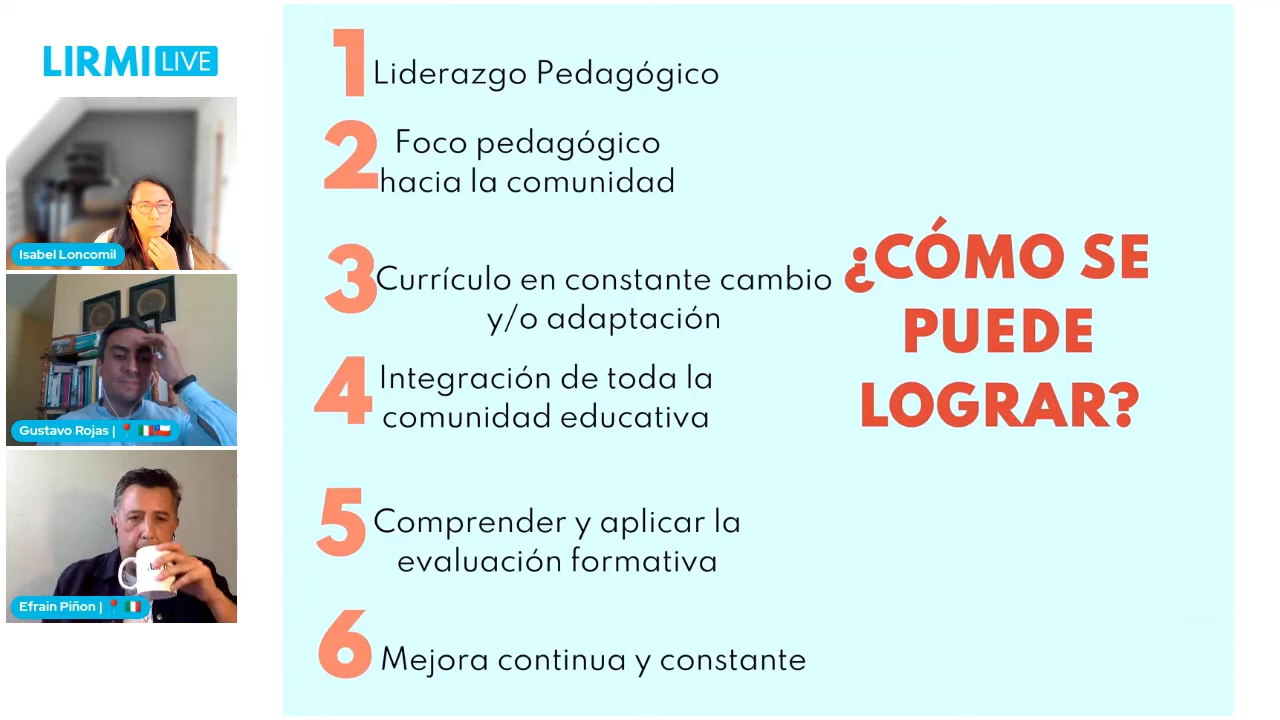 LIRMI LIVE
Isabel Loncomil
Gustavo Rojas |
Efrain Piñon |
1 Liderazgo Pedagógico
2 Foco pedagógico
hacia la comunidad
3 Currículo en constante cambio
y/o adaptación
4 Integración de toda la
comunidad educativa
5 Comprender y aplicar la
evaluación formativa
6 Mejora continua y constante
¿CÓMO SE
PUEDE
LOGRAR?